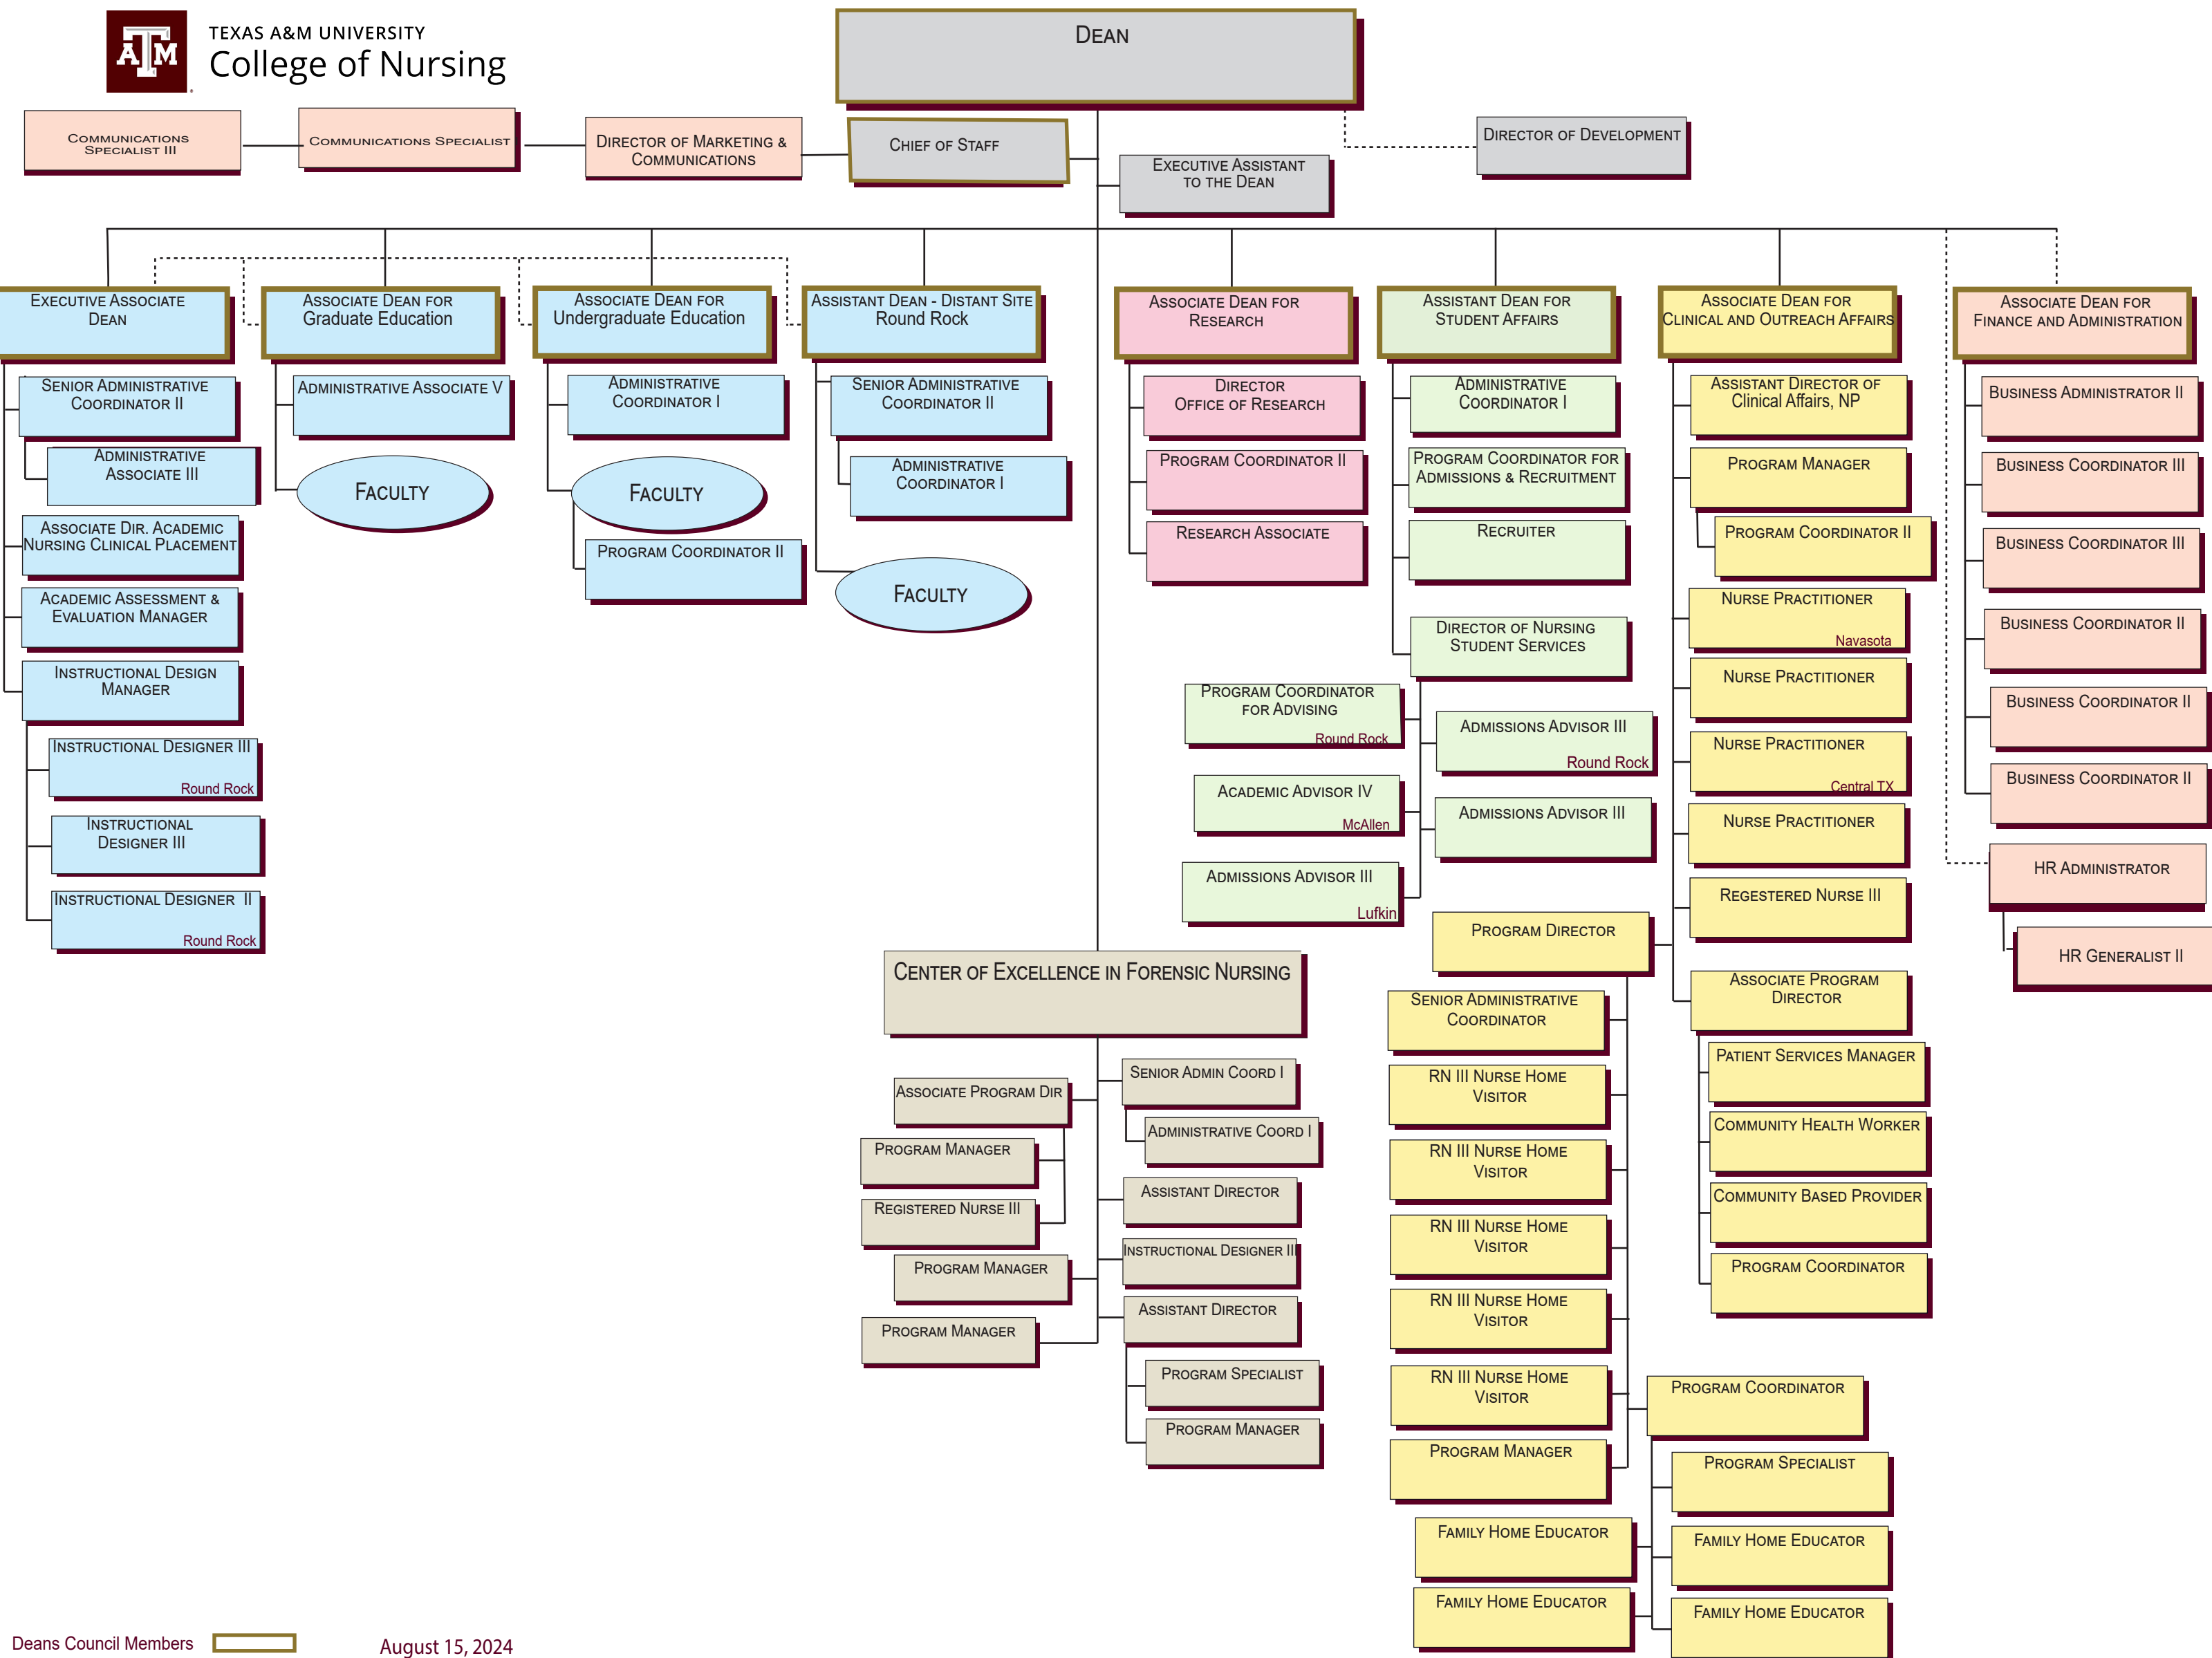 TEXAS A&M UNIVERSITY
College of Nursing
DEAN
COMMUNICATIONS
SPECIALIST III
COMMUNICATIONS SPECIALIST
DIRECTOR OF MARKETING &
COMMUNICATIONS
CHIEF OF STAFF
EXECUTIVE ASSISTANT
TO THE DEAN
DIRECTOR OF DEVELOPMENT
EXECUTIVE ASSOCIATE
DEAN
SENIOR ADMINISTRATIVE
COORDINATOR II
ADMINISTRATIVE
ASSOCIATE III
ASSOCIATE DIR. ACADEMIC
NURSING CLINICAL PLACEMENT
ACADEMIC ASSESSMENT &
EVALUATION MANAGER
INSTRUCTIONAL DESIGN
MANAGER
INSTRUCTIONAL DESIGNER III
Round Rock
INSTRUCTIONAL
DESIGNER III
INSTRUCTIONAL DESIGNER II
Round Rock
ASSOCIATE DEAN FOR
Graduate Education
ADMINISTRATIVE ASSOCIATE V
FACULTY
ASSOCIATE DEAN FOR
Undergraduate Education
ADMINISTRATIVE
COORDINATOR I
FACULTY
PROGRAM COORDINATOR II
ASSISTANT DEAN - DISTANT SITE
Round Rock
SENIOR ADMINISTRATIVE
COORDINATOR II
ADMINISTRATIVE
COORDINATOR I
FACULTY
ASSOCIATE DEAN FOR
RESEARCH
DIRECTOR
OFFICE OF RESEARCH
PROGRAM COORDINATOR II
RESEARCH ASSOCIATE
ASSISTANT DEAN FOR
STUDENT AFFAIRS
ADMINISTRATIVE
COORDINATOR I
PROGRAM COORDINATOR FOR
ADMISSIONS & RECRUITMENT
RECRUITER
DIRECTOR OF NURSING
STUDENT SERVICES
PROGRAM COORDINATOR
FOR ADVISING
Round Rock
ADMISSIONS ADVISOR III
Round Rock
ACADEMIC ADVISOR IV
McAllen
ADMISSIONS ADVISOR III
ADMISSIONS ADVISOR III
Lufkin
ASSOCIATE DEAN FOR
CLINICAL AND OUTREACH AFFAIRS
ASSISTANT DIRECTOR OF
Clinical Affairs, NP
PROGRAM MANAGER
PROGRAM COORDINATOR II
NURSE PRACTITIONER
Navasota
NURSE PRACTITIONER
NURSE PRACTITIONER
Central TX
NURSE PRACTITIONER
REGESTERED NURSE III
PROGRAM DIRECTOR
SENIOR ADMINISTRATIVE
COORDINATOR
RN III NURSE HOME
VISITOR
RN III NURSE HOME
VISITOR
RN III NURSE HOME
VISITOR
RN III NURSE HOME
VISITOR
RN III NURSE HOME
VISITOR
PROGRAM MANAGER
ASSOCIATE PROGRAM
DIRECTOR
PATIENT SERVICES MANAGER
COMMUNITY HEALTH WORKER
COMMUNITY BASED PROVIDER
PROGRAM COORDINATOR
PROGRAM COORDINATOR
PROGRAM SPECIALIST
FAMILY HOME EDUCATOR
FAMILY HOME EDUCATOR
FAMILY HOME EDUCATOR
FAMILY HOME EDUCATOR
ASSOCIATE DEAN FOR
FINANCE AND ADMINISTRATION
BUSINESS ADMINISTRATOR II
BUSINESS COORDINATOR III
BUSINESS COORDINATOR III
BUSINESS COORDINATOR II
BUSINESS COORDINATOR II
BUSINESS COORDINATOR II
HR ADMINISTRATOR
HR GENERALIST II
CENTER OF EXCELLENCE IN FORENSIC NURSING
SENIOR ADMIN COORD I
ASSOCIATE PROGRAM DIR
ADMINISTRATIVE COORD I
PROGRAM MANAGER
ASSISTANT DIRECTOR
REGISTERED NURSE III
INSTRUCTIONAL DESIGNER III
PROGRAM MANAGER
ASSISTANT DIRECTOR
PROGRAM MANAGER
PROGRAM SPECIALIST
PROGRAM MANAGER
Deans Council Members
August 15, 2024